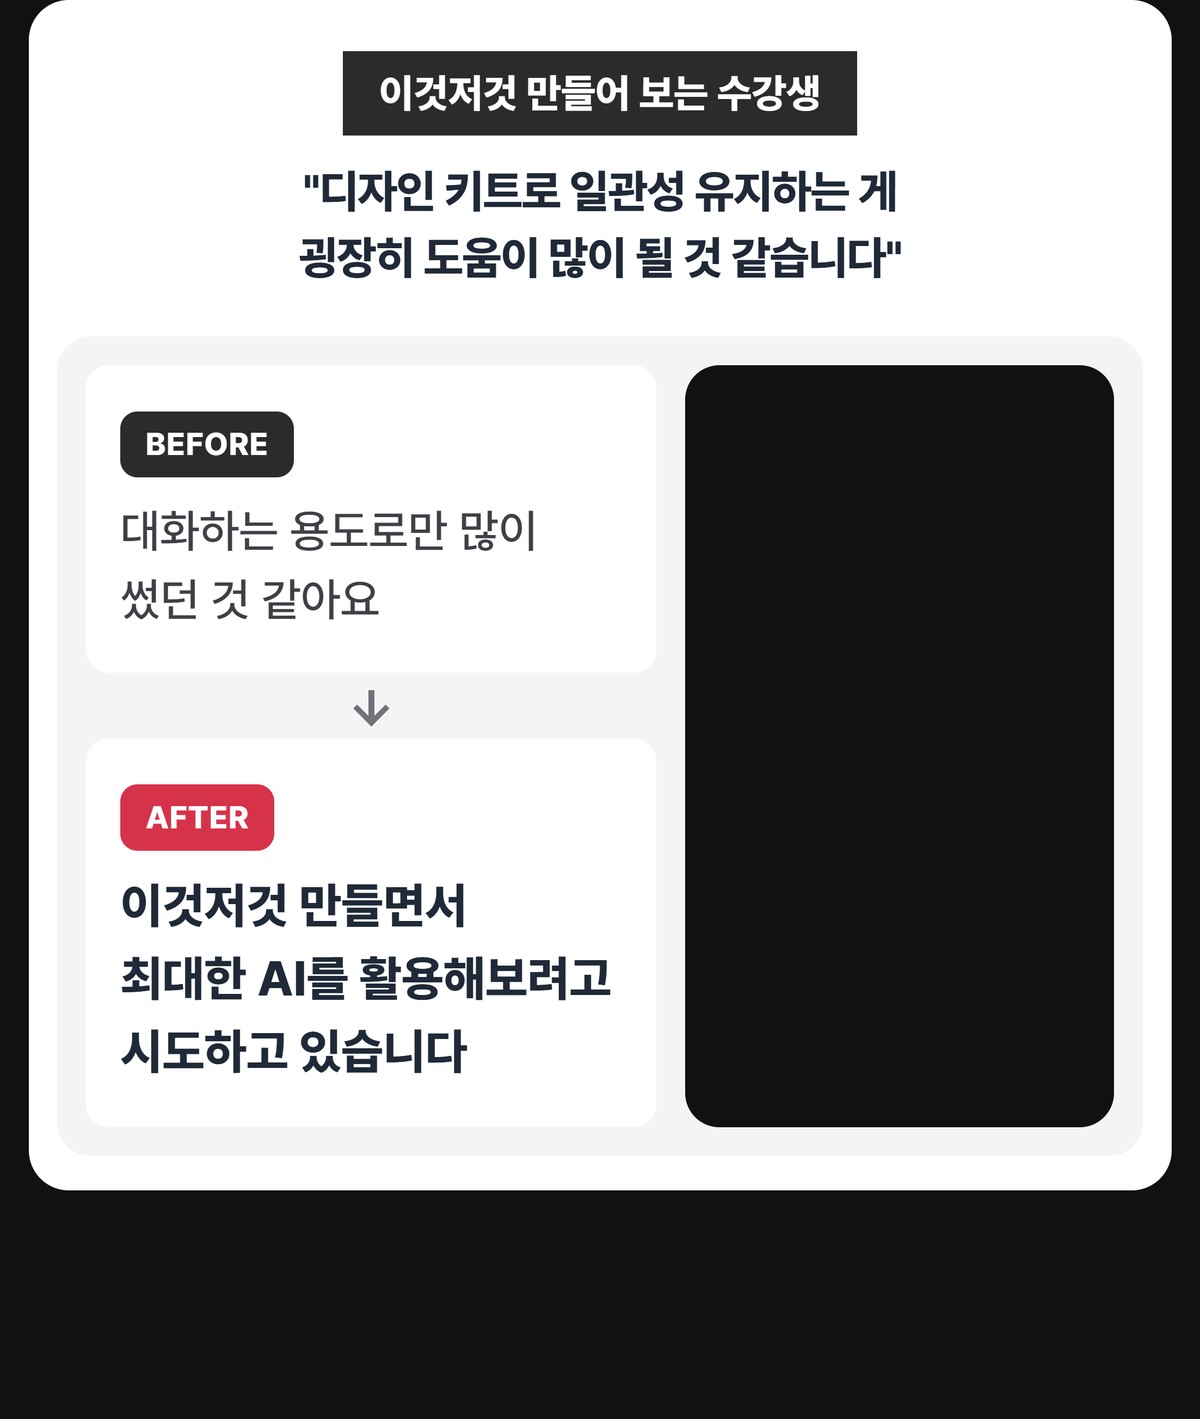 이것저것 만들어 보는 수강생
"디자인 키트로 일관성 유지하는 게
굉장히 도움이 많이 될 것 같습니다"
BEFORE
대화하는 용도로만 많이
썼던 것 같아요
AFTER
이것저것 만들면서
최대한 AI를 활용해보려고
시도하고 있습니다